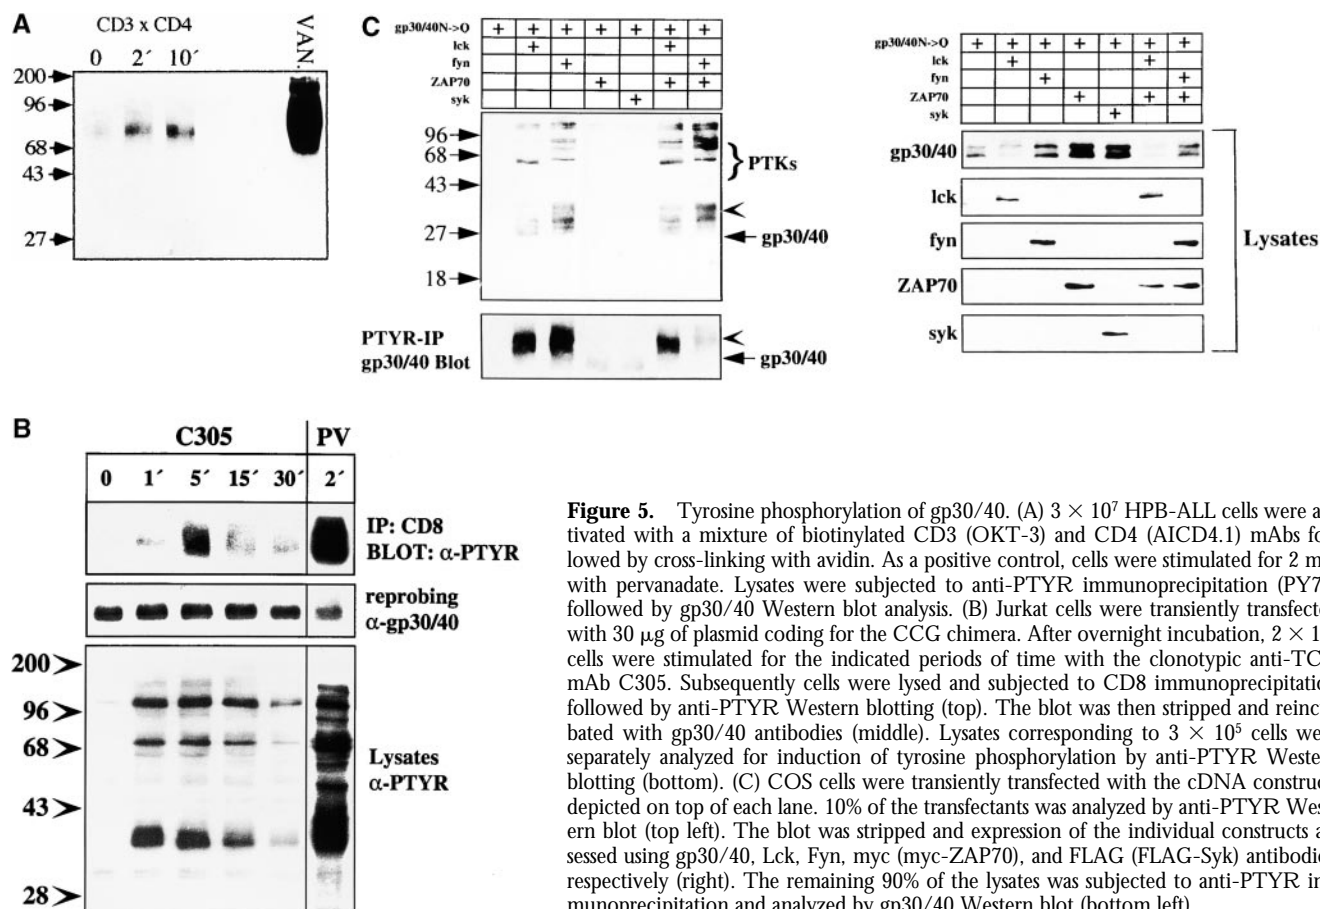 A
CD3 x CD4
0 2´ 10´ VAN.
200
96
68
43
27
C
gp30/40N->Q + + + + + + +
lck + +
fyn + +
ZAP70 + + +
syk +
96
68
43
27
18
PTKs
gp30/40
PTYR-IP
gp30/40 Blot
gp30/40
gp30/40N->Q + + + + + + +
lck + +
fyn + +
ZAP70 + + +
syk +
gp30/40
lck
fyn
ZAP70
syk
Lysates
B
C305 PV
0 1´ 5´ 15´ 30´ 2´
IP: CD8
BLOT: α-PTYR
reprobing
α-gp30/40
200
96
68
43
28
Lysates
α-PTYR
Figure 5. Tyrosine phosphorylation of gp30/40. (A) 3 × 10⁷ HPB-ALL cells were a
tivated with a mixture of biotinylated CD3 (OKT-3) and CD4 (AICD4.1) mAbs fo
lowed by cross-linking with avidin. As a positive control, cells were stimulated for 2 m
with pervanadate. Lysates were subjected to anti-PTYR immunoprecipitation (PY7
followed by gp30/40 Western blot analysis. (B) Jurkat cells were transiently transfecte
with 30 μg of plasmid coding for the CCG chimera. After overnight incubation, 2 × 1
cells were stimulated for the indicated periods of time with the clonotypic anti-TC
mAb C305. Subsequently cells were lysed and subjected to CD8 immunoprecipitatio
followed by anti-PTYR Western blotting (top). The blot was then stripped and reinc
bated with gp30/40 antibodies (middle). Lysates corresponding to 3 × 10⁵ cells we
separately analyzed for induction of tyrosine phosphorylation by anti-PTYR Wester
blotting (bottom). (C) COS cells were transiently transfected with the cDNA construc
depicted on top of each lane. 10% of the transfectants was analyzed by anti-PTYR Wes
ern blot (top left). The blot was stripped and expression of the individual constructs a
sessed using gp30/40, Lck, Fyn, myc (myc-ZAP70), and FLAG (FLAG-Syk) antibodie
respectively (right). The remaining 90% of the lysates was subjected to anti-PTYR in
munoprecipitation and analyzed by gp30/40 Western blot (bottom left).